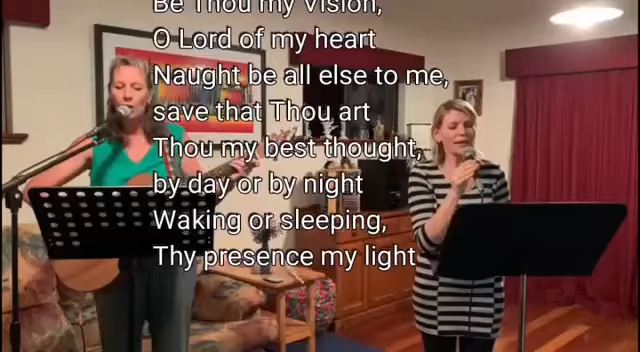 Be Thou my Vision,
O Lord of my heart
Naught be all else to me,
save that Thou art
Thou my best thought,
by day or by night
Waking or sleeping,
Thy presence my light